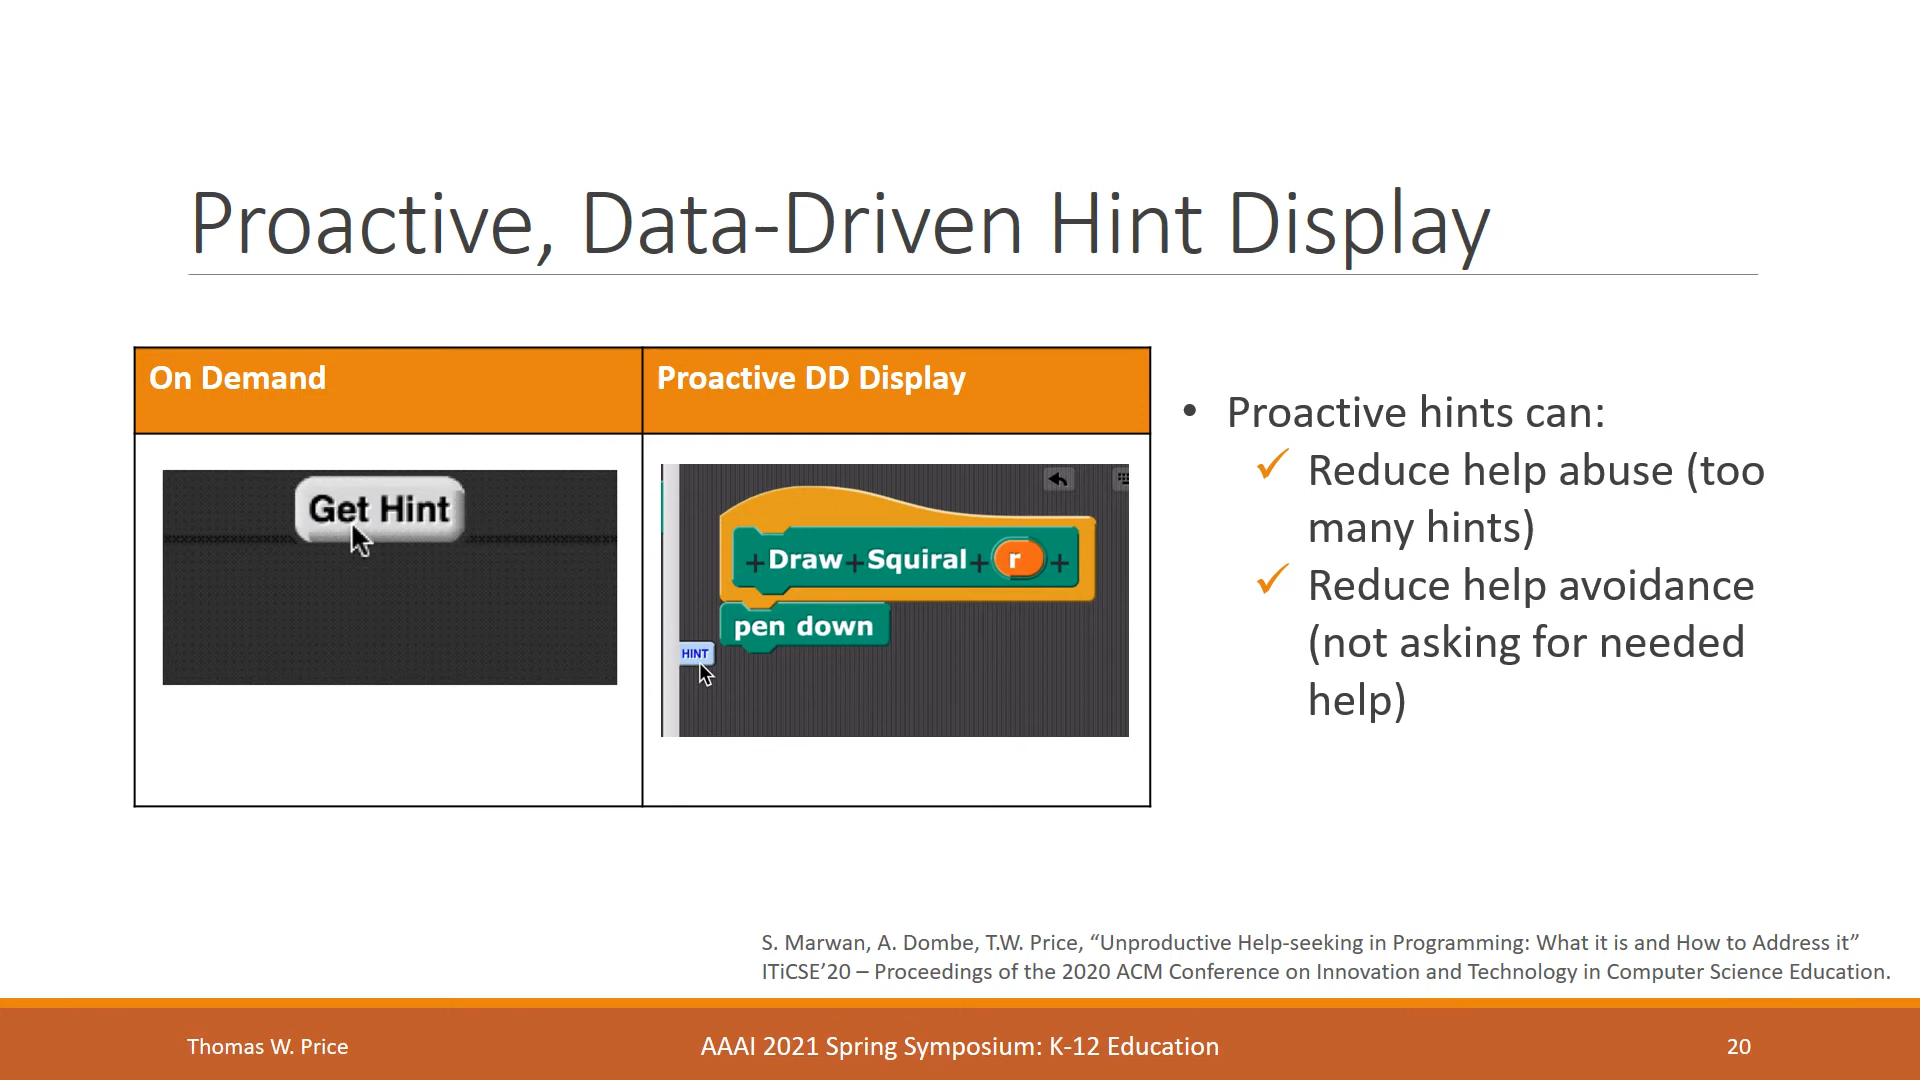 Proactive, Data-Driven Hint Display
On Demand
Proactive DD Display
Get Hint
+Draw+Squiral+ r +
pen down
HINT
• Proactive hints can:
✓ Reduce help abuse (too
many hints)
✓ Reduce help avoidance
(not asking for needed
help)
S. Marwan, A. Dombe, T.W. Price, “Unproductive Help-seeking in Programming: What it is and How to Address it”
ITiCSE’20 – Proceedings of the 2020 ACM Conference on Innovation and Technology in Computer Science Education.
Thomas W. Price
AAAI 2021 Spring Symposium: K-12 Education
20